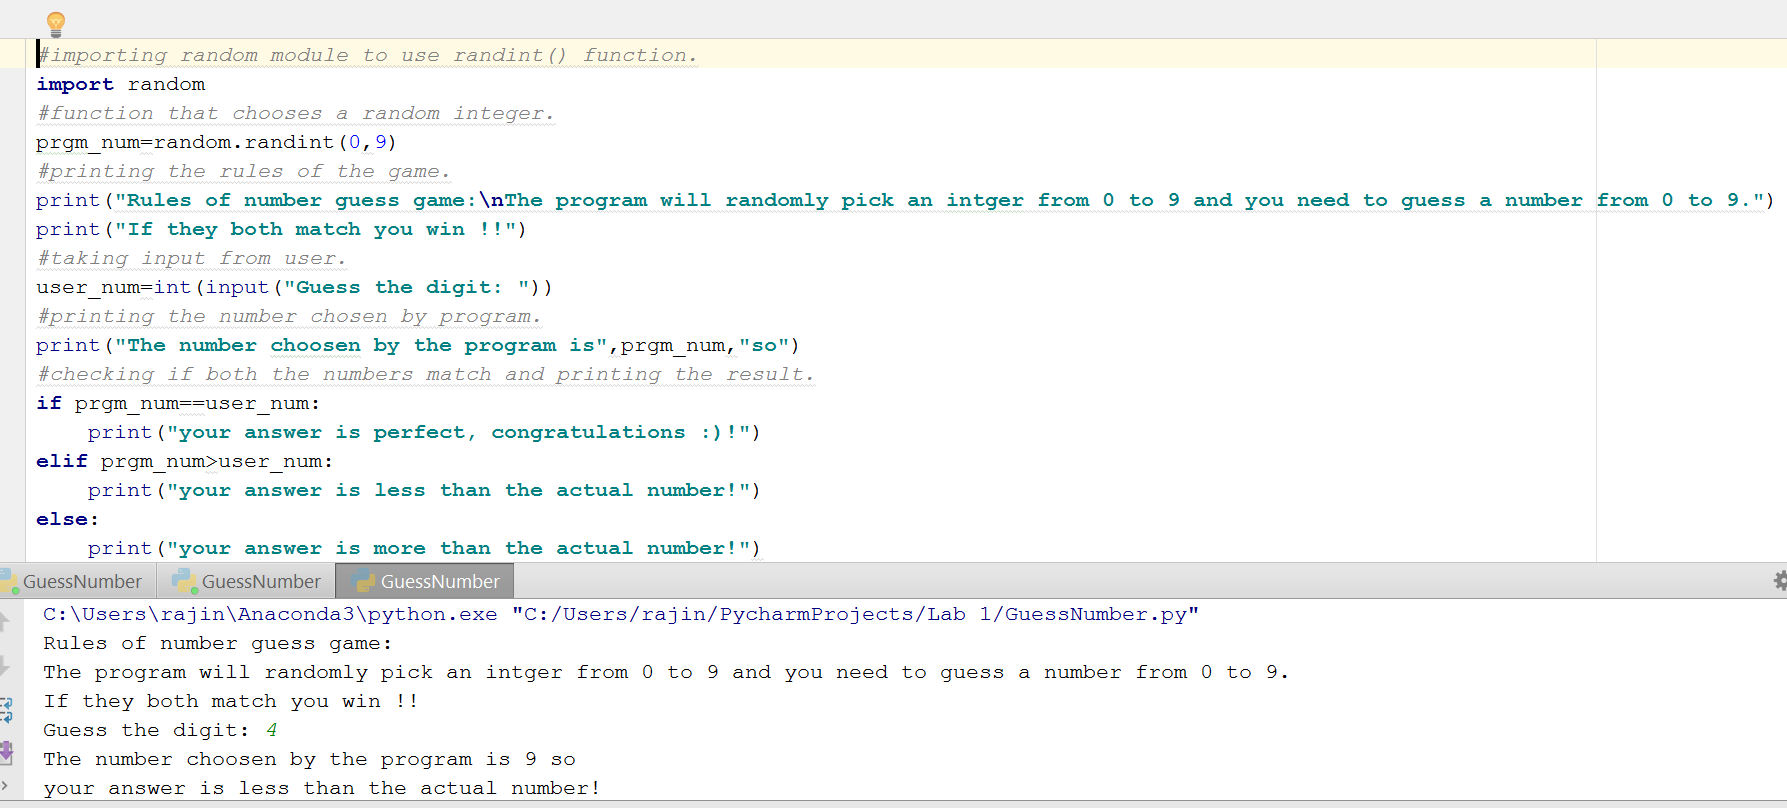 #importing random module to use randint() function.
import random
#function that chooses a random integer.
prgm_num=random.randint(0,9)
#printing the rules of the game.
print("Rules of number guess game:\nThe program will randomly pick an intger from 0 to 9 and you need to guess a number from 0 to 9.")
print("If they both match you win !!")
#taking input from user.
user_num=int(input("Guess the digit: "))
#printing the number chosen by program.
print("The number choosen by the program is",prgm_num,"so")
#checking if both the numbers match and printing the result.
if prgm_num==user_num:
    print("your answer is perfect, congratulations :)!")
elif prgm_num>user_num:
    print("your answer is less than the actual number!")
else:
    print("your answer is more than the actual number!")
GuessNumber GuessNumber GuessNumber
C:\Users\rajin\Anaconda3\python.exe "C:/Users/rajin/PycharmProjects/Lab 1/GuessNumber.py"
Rules of number guess game:
The program will randomly pick an intger from 0 to 9 and you need to guess a number from 0 to 9.
If they both match you win !!
Guess the digit: 4
The number choosen by the program is 9 so
your answer is less than the actual number!